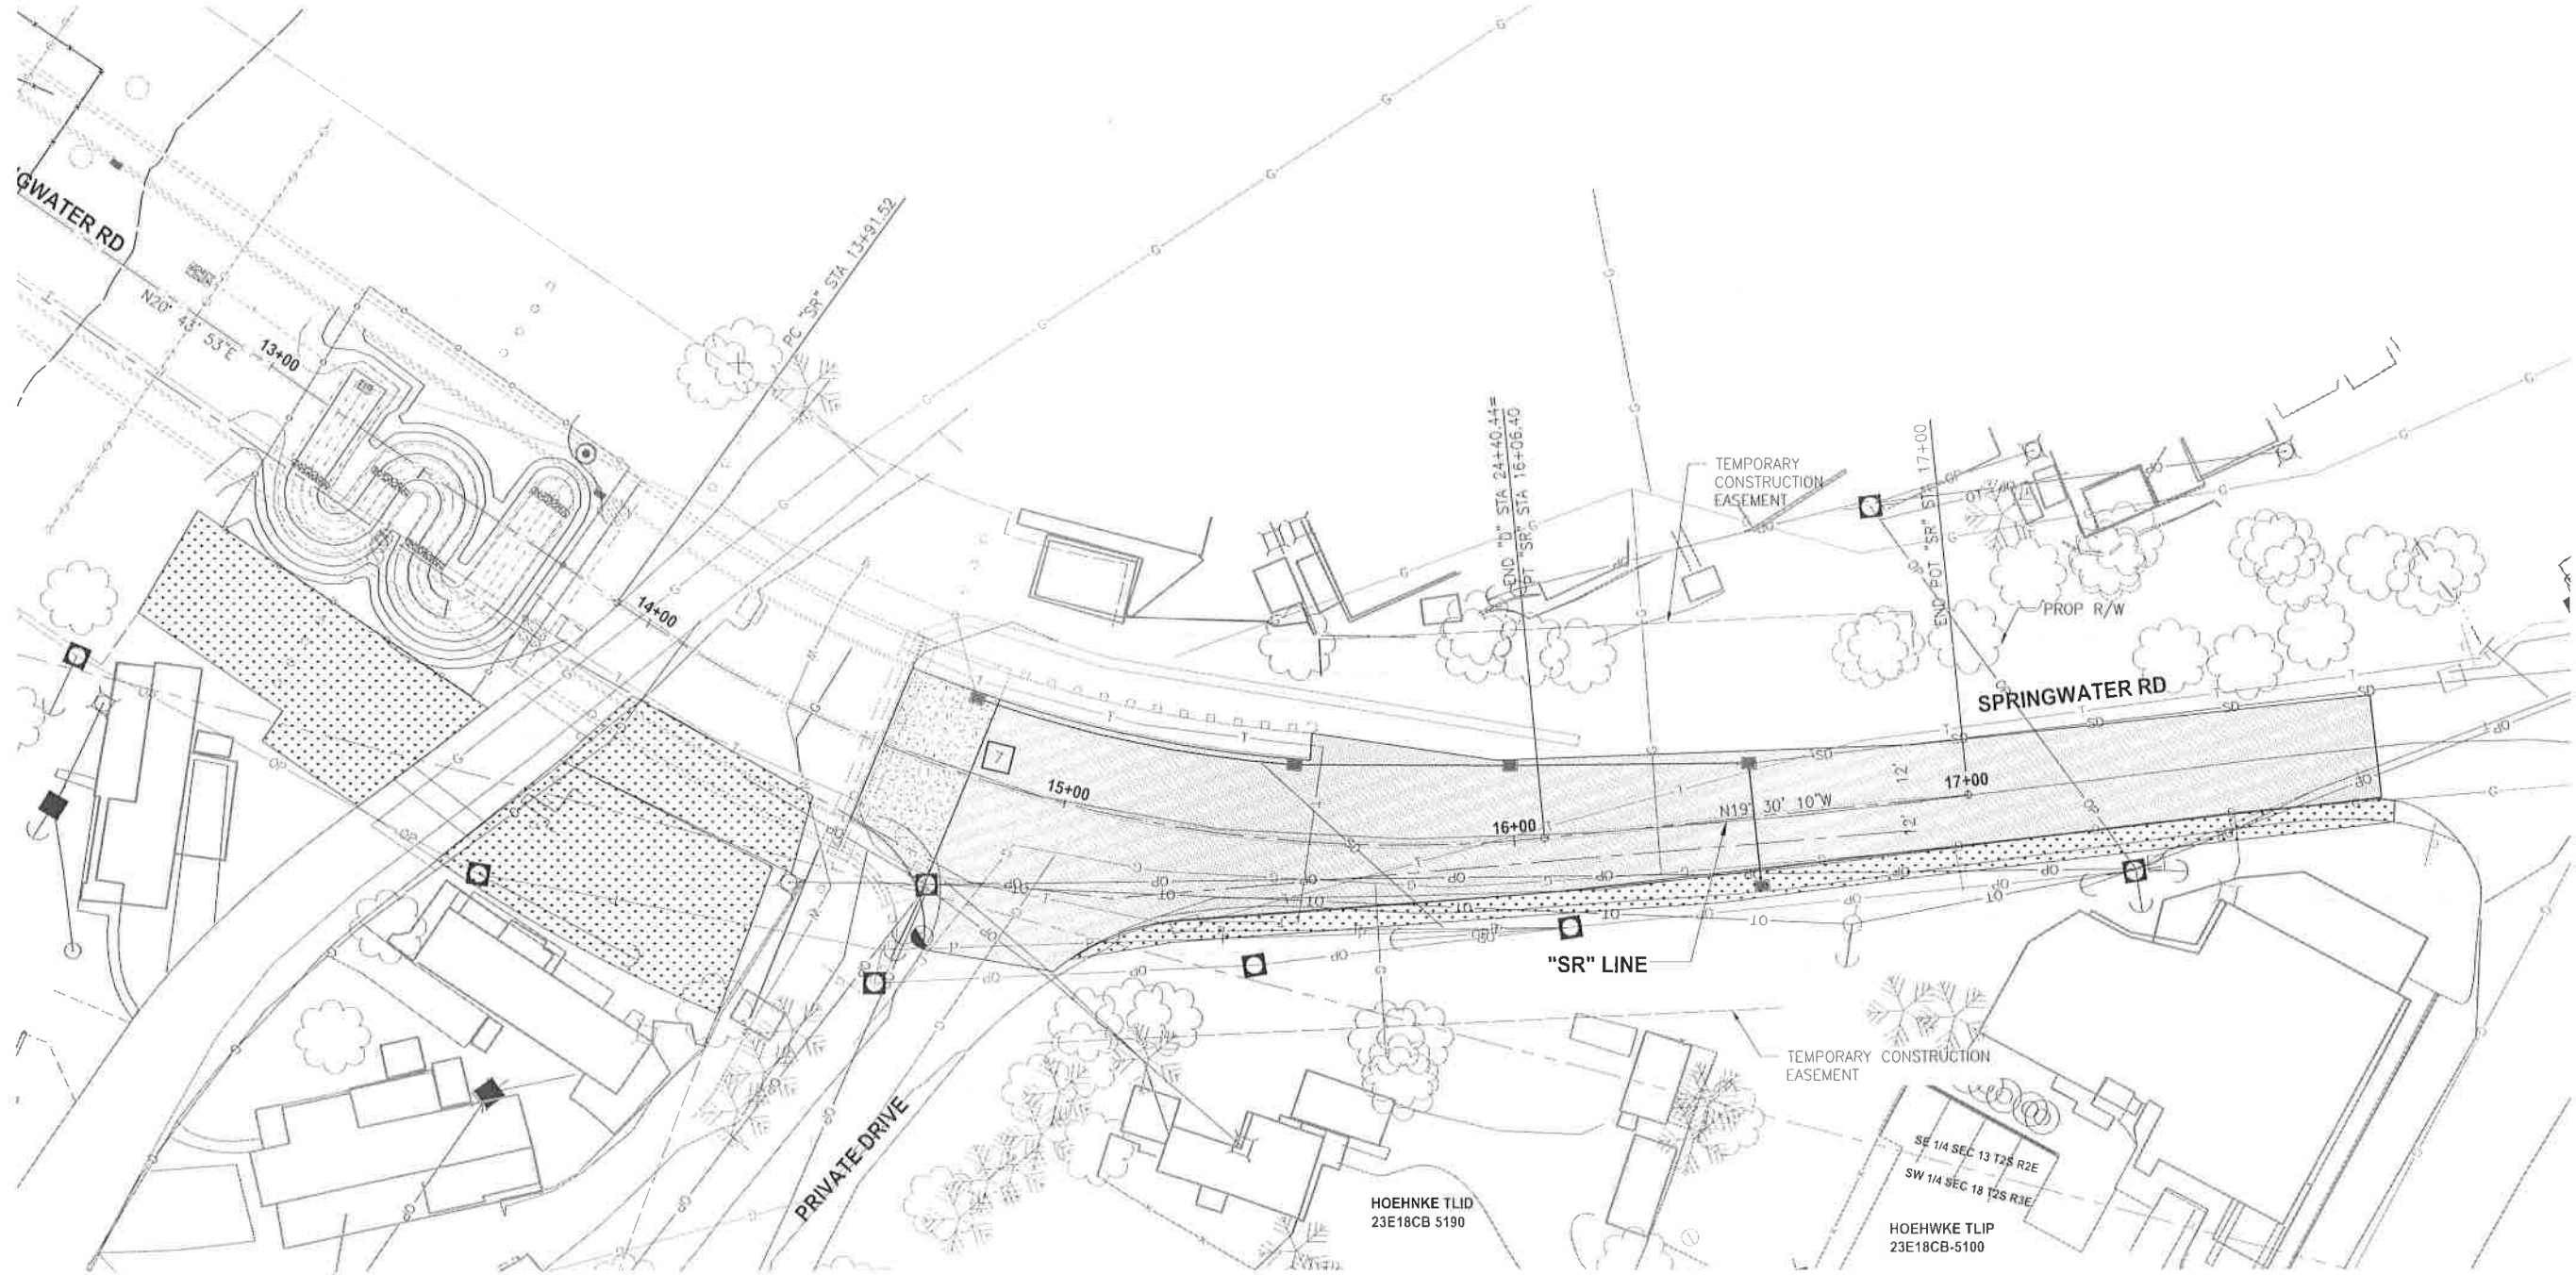 GWATER RD
N20° 43' 53"E
13+00
PC "SR" STA 13+91.52
14+00
END "D" STA 24+40.44=
PT "SR" STA 16+06.40
TEMPORARY
CONSTRUCTION
EASEMENT
END POT "SR" STA 17+00
PROP R/W
SPRINGWATER RD
7
15+00
16+00
N19° 30' 10"W
12'
12'
17+00
"SR" LINE
TEMPORARY CONSTRUCTION
EASEMENT
PRIVATE DRIVE
HOEHNKE TLID
23E18CB 5190
SE 1/4 SEC 13 T2S R2E
SW 1/4 SEC 18 T2S R3E
HOEHWKE TLIP
23E18CB-5100